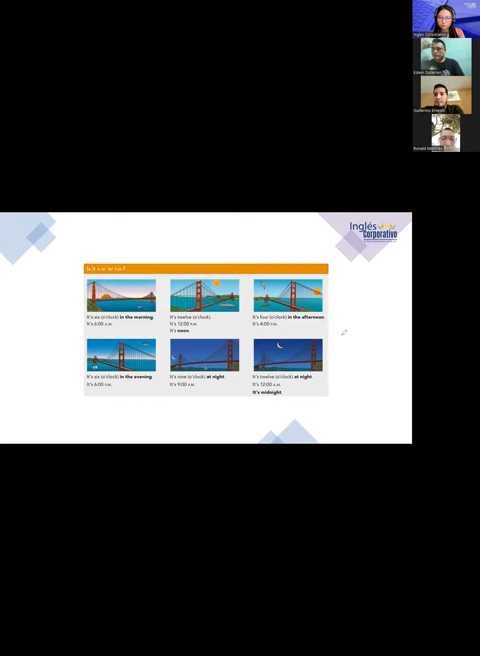 Inglés Corporativo
Edwin Gutierrez
Guillermo Ernesto
Ronald
Inglés
Corporativo
Is it A.M. or P.M.?
It's six (o'clock) in the morning.
It's 6:00 A.M.
It's twelve (o'clock).
It's 12:00 P.M.
It's noon.
It's four (o'clock) in the afternoon.
It's 4:00 P.M.
It's six (o'clock) in the evening.
It's 6:00 P.M.
It's nine (o'clock) at night.
It's 9:00 P.M.
It's twelve (o'clock) at night.
It's 12:00 A.M.
It's midnight.